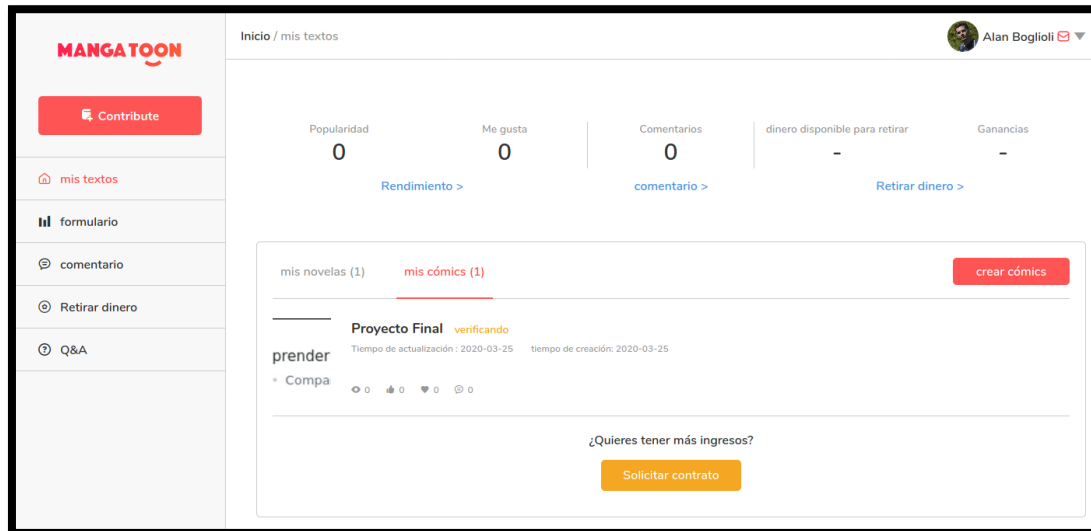 MANGATOON
Inicio / mis textos
Alan Boglioli
Contribute
mis textos
formulario
comentario
Retirar dinero
Q&A
Popularidad Me gusta Comentarios dinero disponible para retirar Ganancias
0 0 0 - -
Rendimiento > comentario > Retirar dinero >
mis novelas (1) mis cómics (1) crear cómics
prender
Compa
Proyecto Final verificando
Tiempo de actualización : 2020-03-25 tiempo de creación: 2020-03-25
0 0 0 0
¿Quieres tener más ingresos?
Solicitar contrato